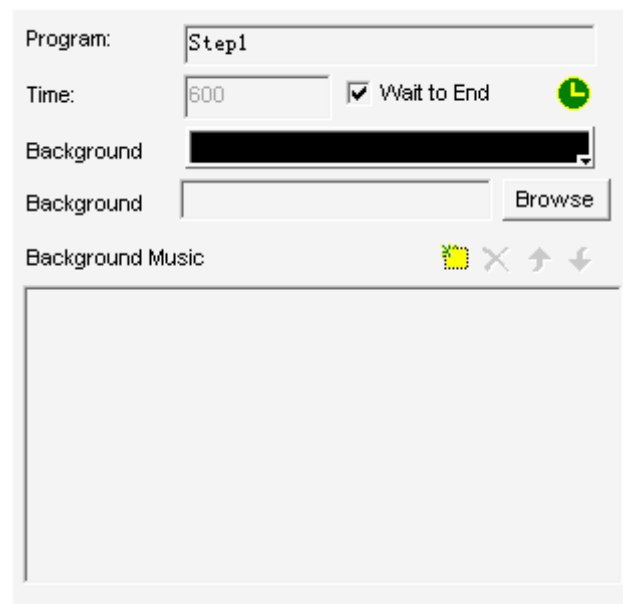 Program: Step1
Time: 600 Wait to End
Background
Background Browse
Background Music